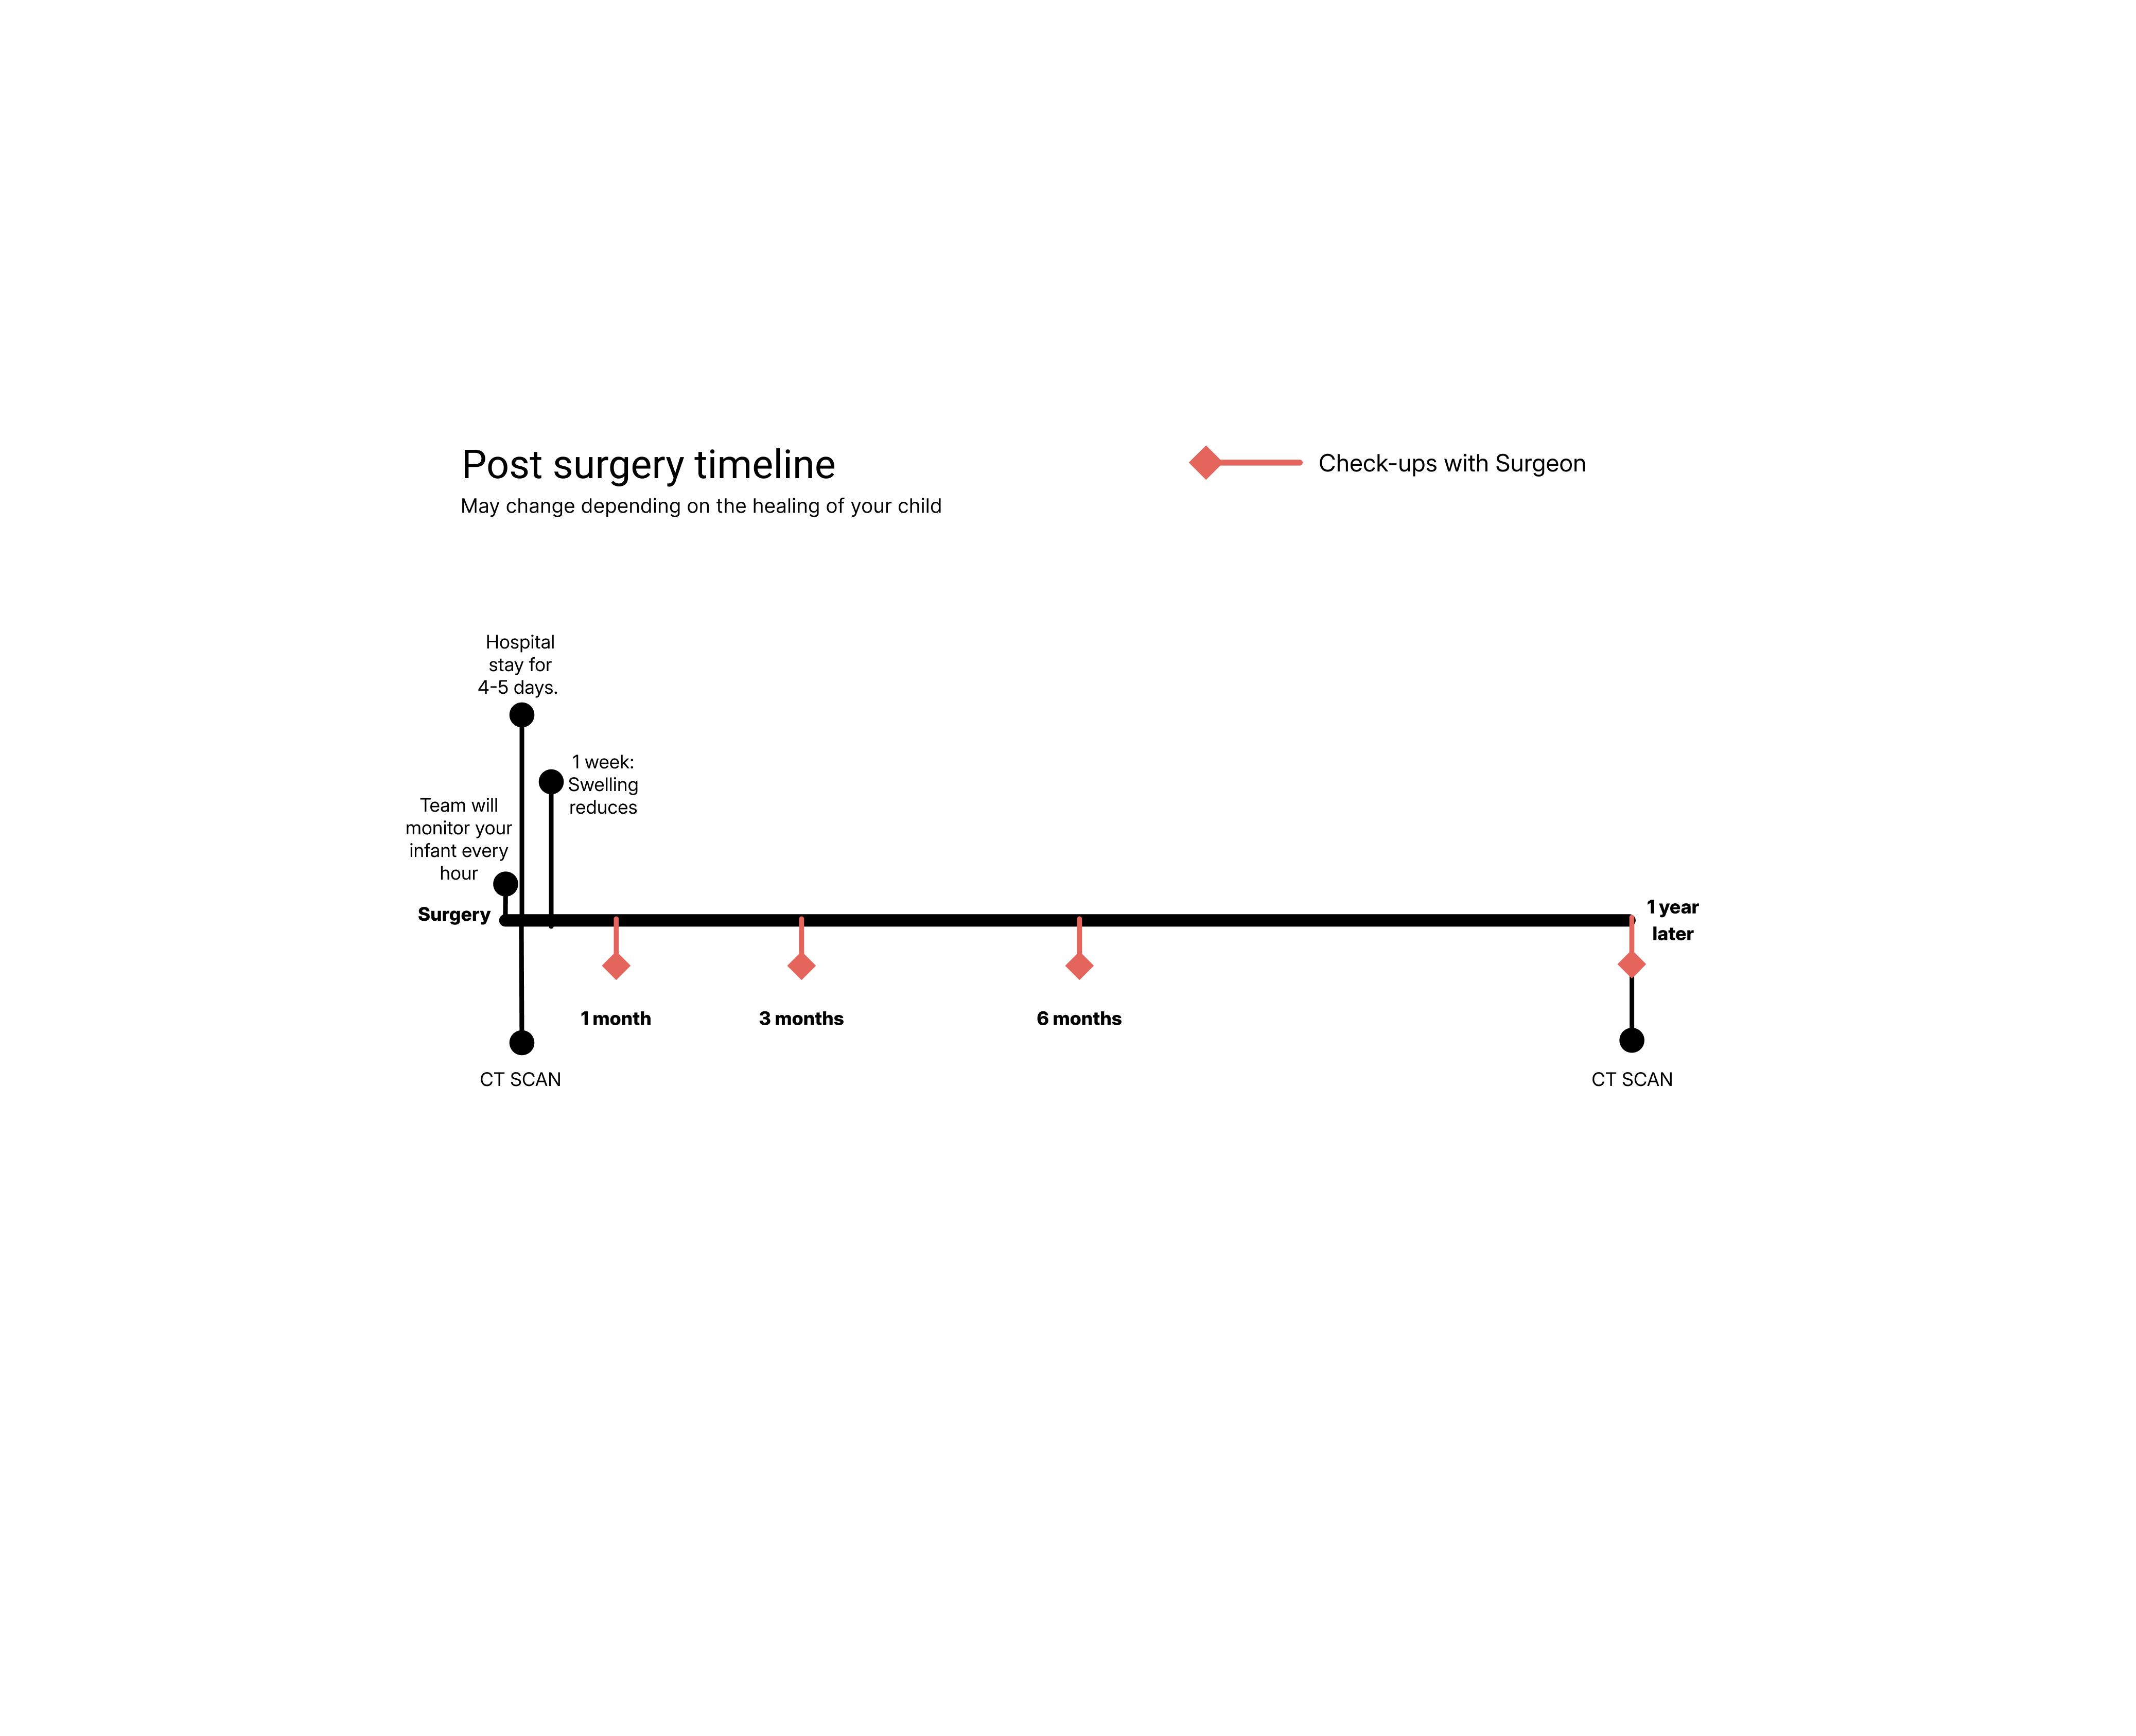 Post surgery timeline
May change depending on the healing of your child
Check-ups with Surgeon
Hospital
stay for
4-5 days.
1 week:
Swelling
reduces
Team will
monitor your
infant every
hour
Surgery
1 year
later
1 month
3 months
6 months
CT SCAN
CT SCAN